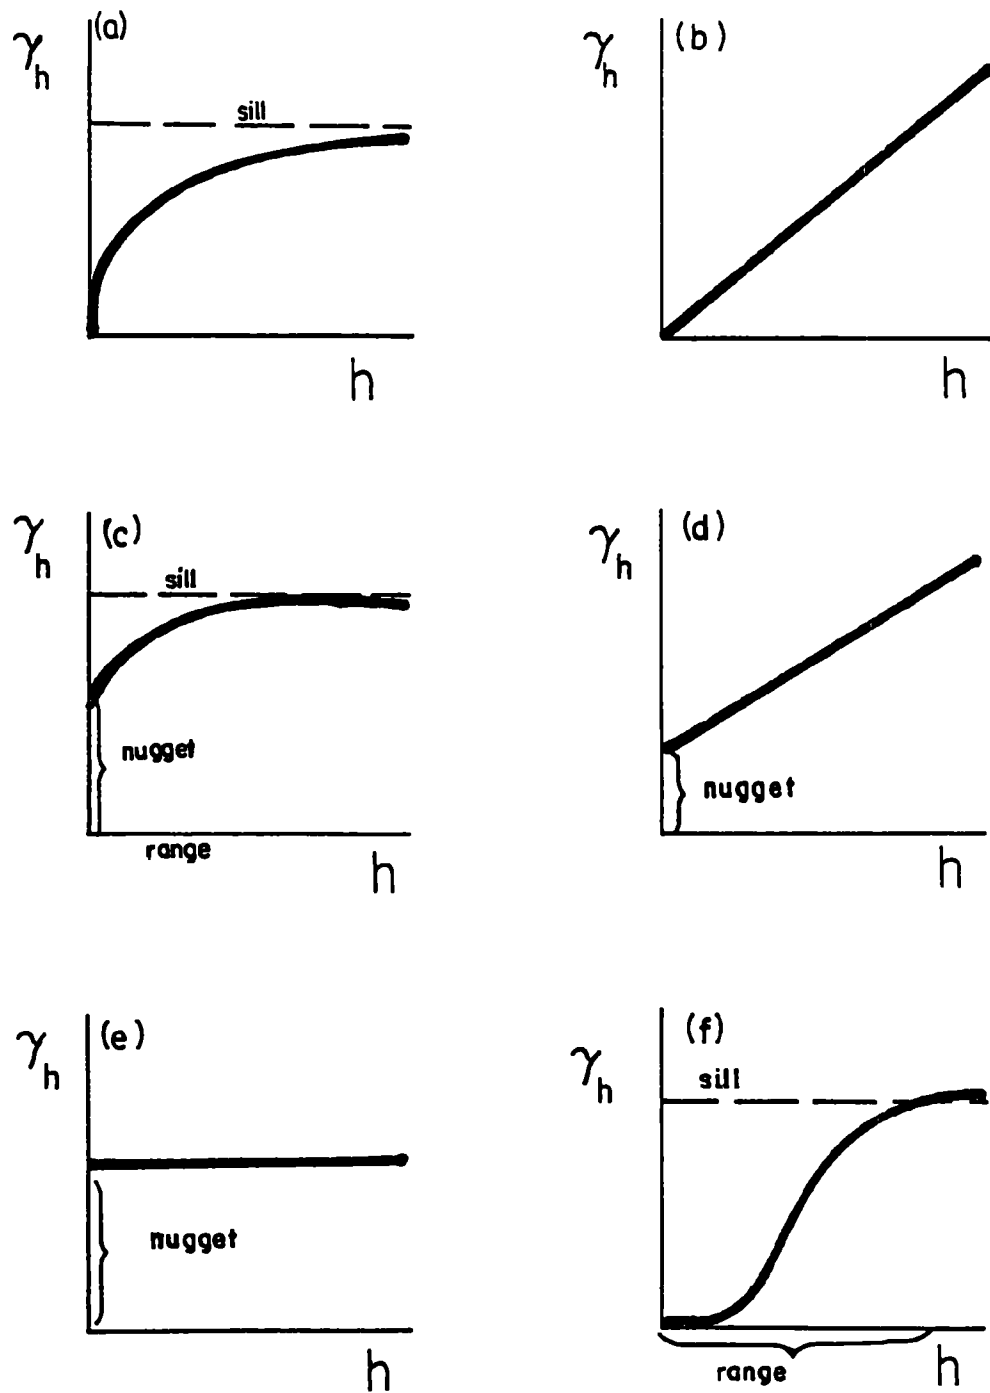 (a)
γh
sill
h
(b)
γh
h
(c)
γh
sill
nugget
range
h
(d)
γh
nugget
h
(e)
γh
nugget
h
(f)
γh
sill
range
h